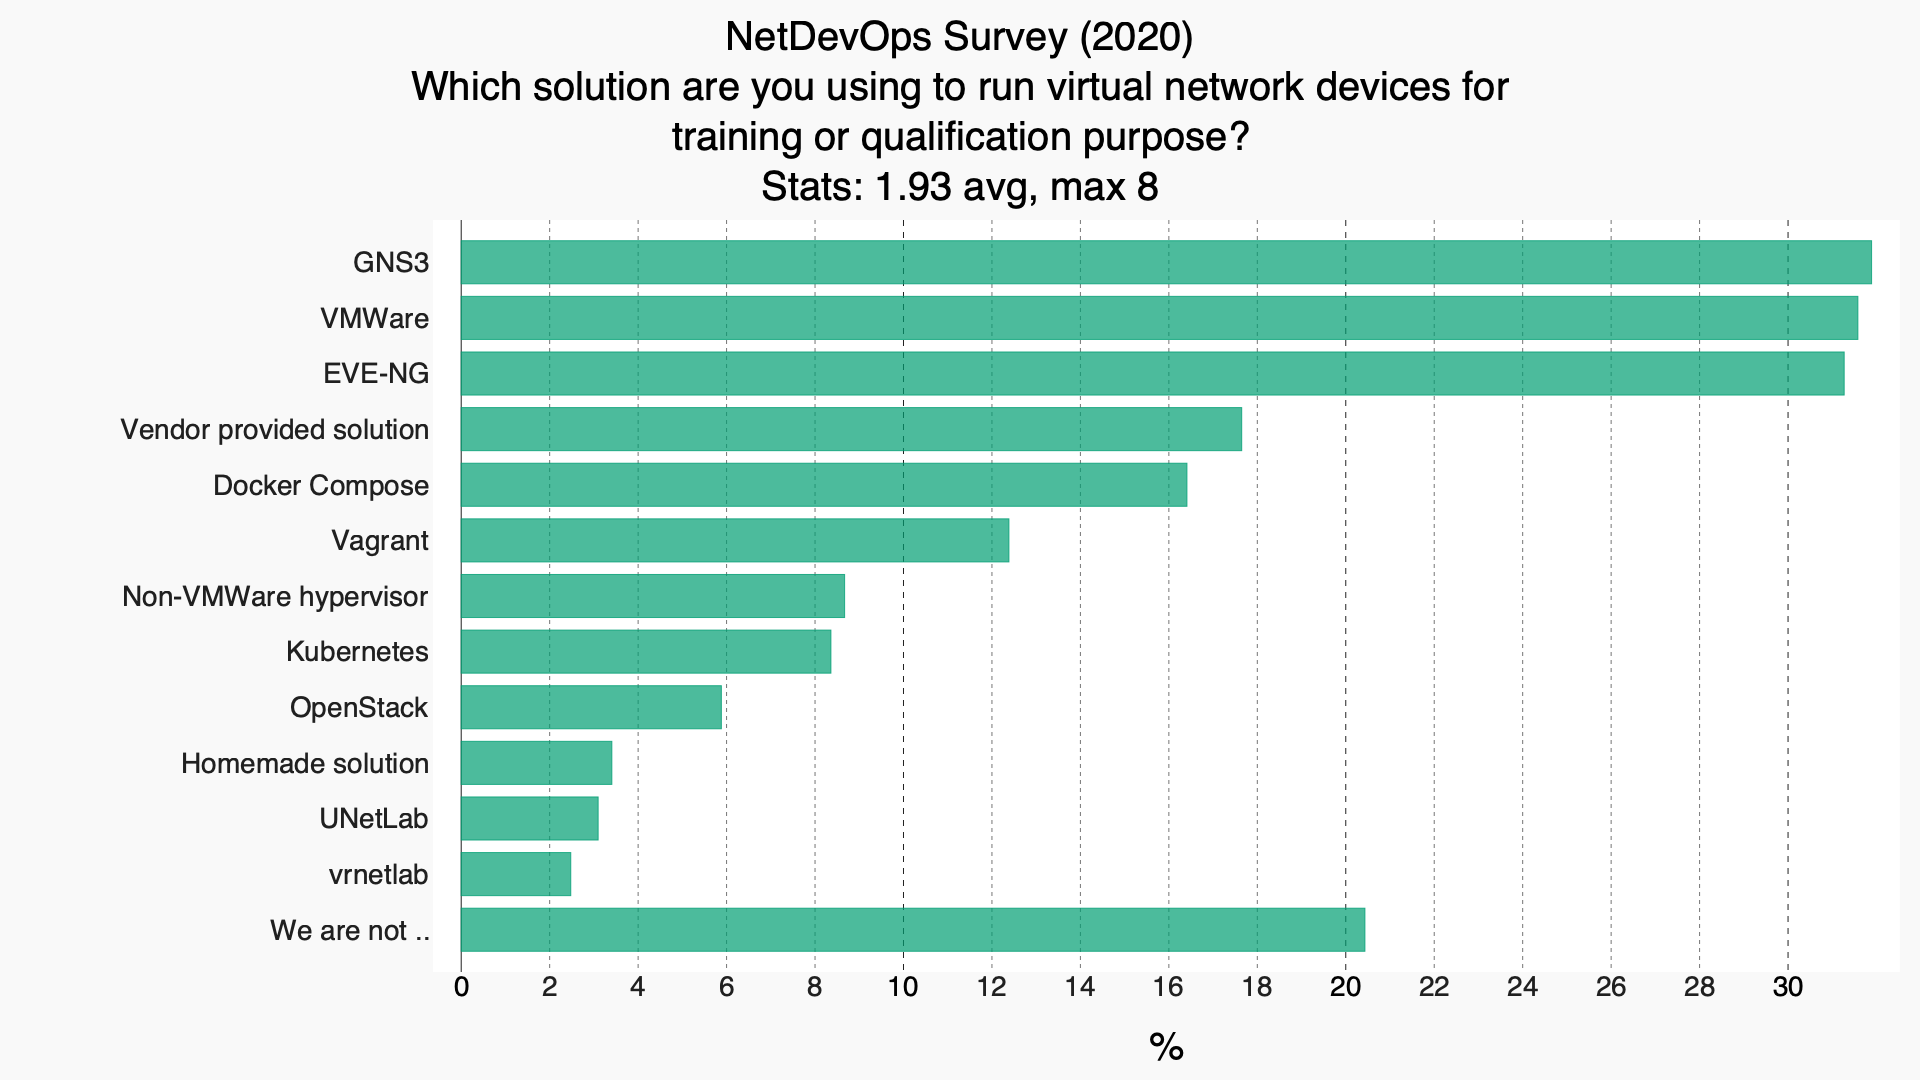 NetDevOps Survey (2020)
Which solution are you using to run virtual network devices for
training or qualification purpose?
Stats: 1.93 avg, max 8
GNS3
VMWare
EVE-NG
Vendor provided solution
Docker Compose
Vagrant
Non-VMWare hypervisor
Kubernetes
OpenStack
Homemade solution
UNetLab
vrnetlab
We are not ..
0 2 4 6 8 10 12 14 16 18 20 22 24 26 28 30
%